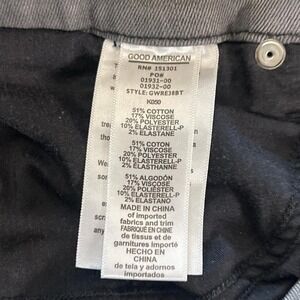 GOOD AMERICAN
RN# 151301
PO#
01931-00
01932-00
STYLE: GWRE38BT
K050
51% COTTON
17% VISCOSE
20% POLYESTER
10% ELASTERELL-P
2% ELASTANE
51% COTON
17% VISCOSE
20% POLYESTER
10% ELASTERELL-P
2% ELASTHANNE
51% ALGODÓN
17% VISCOSA
20% POLIÉSTER
10% ELASTERELL-P
2% ELASTANO
MADE IN CHINA
of imported
fabrics and trim
FABRIQUÉ EN CHINE
de tissus et de
garnitures importé
HECHO EN
CHINA
de tela y adornos
importados